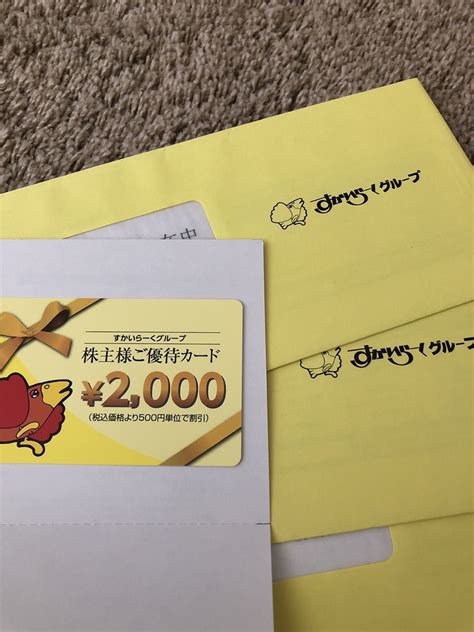 すかいらーくグループ
在中
すかいらーくグループ
すかいらーくグループ
株主様ご優待カード
¥2,000
(税込価格より500円単位で割引)